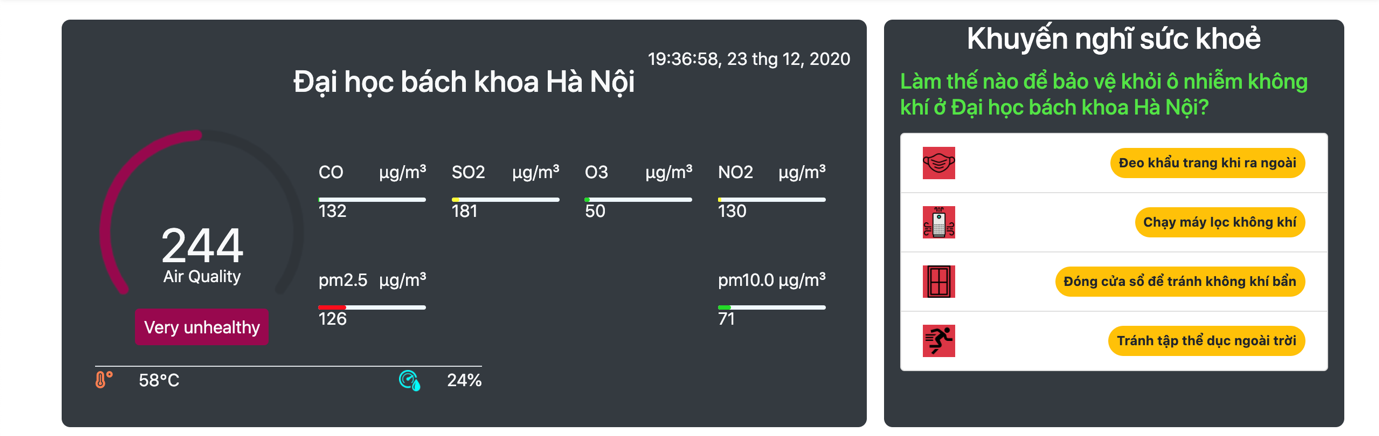 19:36:58, 23 thg 12, 2020
Đại học bách khoa Hà Nội
CO µg/m³ SO2 µg/m³ O3 µg/m³ NO2 µg/m³
132 181 50 130
244
Air Quality
pm2.5 µg/m³ pm10.0 µg/m³
126 71
Very unhealthy
58°C 24%
Khuyến nghĩ sức khoẻ
Làm thế nào để bảo vệ khỏi ô nhiễm không
khí ở Đại học bách khoa Hà Nội?
Đeo khẩu trang khi ra ngoài
Chạy máy lọc không khí
Đóng cửa sổ để tránh không khí bẩn
Tránh tập thể dục ngoài trời